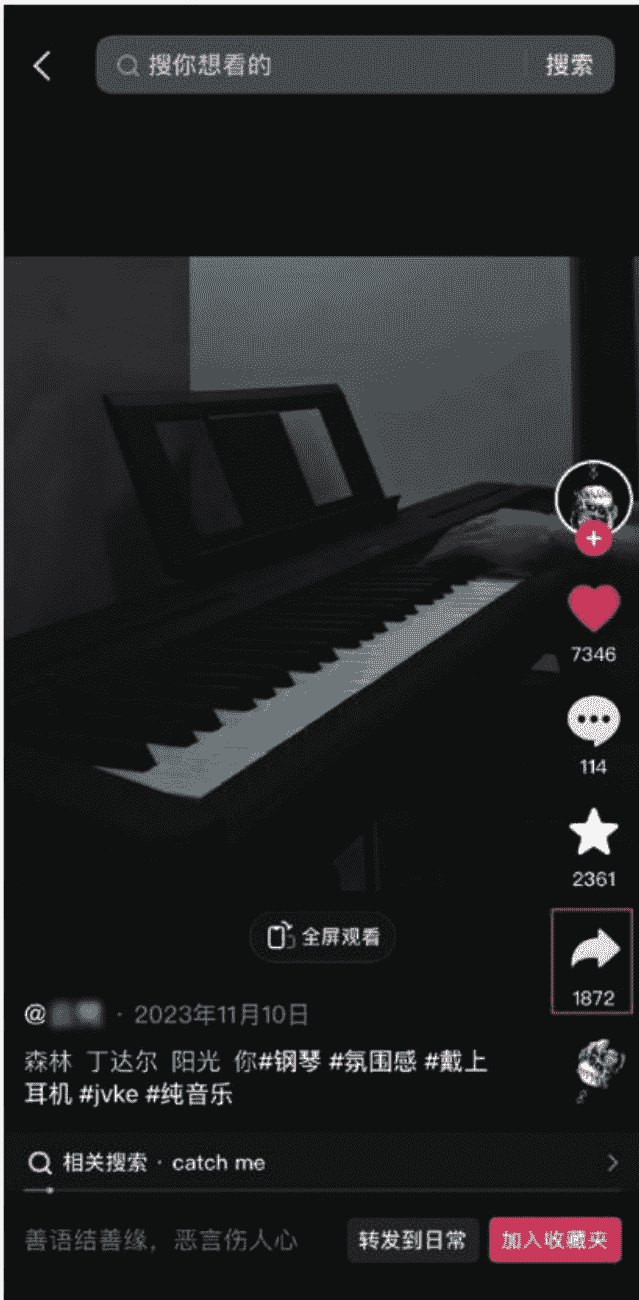 搜你想看的 搜索
7346
114
2361
1872
全屏观看
@ · 2023年11月10日
森林 丁达尔 阳光 你#钢琴 #氛围感 #戴上
耳机 #jvke #纯音乐
相关搜索 · catch me
善语结善缘，恶言伤人心 转发到日常 加入收藏夹